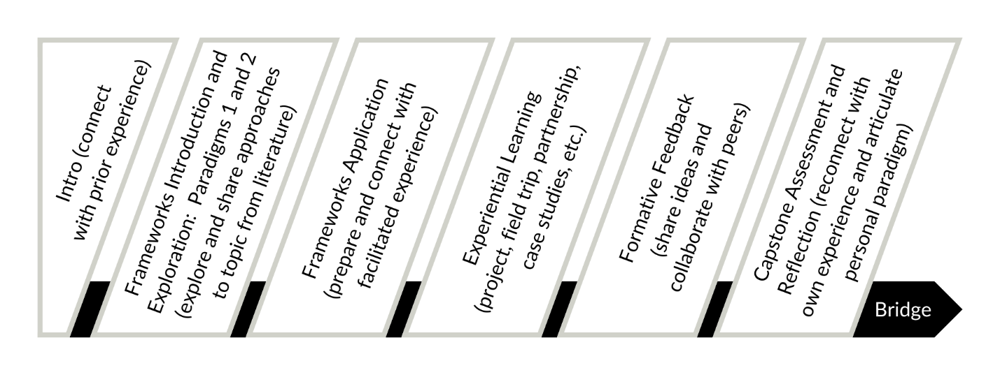 Intro (connect
with prior experience)
Frameworks Introduction and
Exploration: Paradigms 1 and 2
(explore and share approaches
to topic from literature)
Frameworks Application
(prepare and connect with
facilitated experience)
Experiential Learning
(project, field trip, partnership,
case studies, etc.)
Formative Feedback
(share ideas and
collaborate with peers)
Capstone Assessment and
Reflection (reconnect with
own experience and articulate
personal paradigm)
Bridge